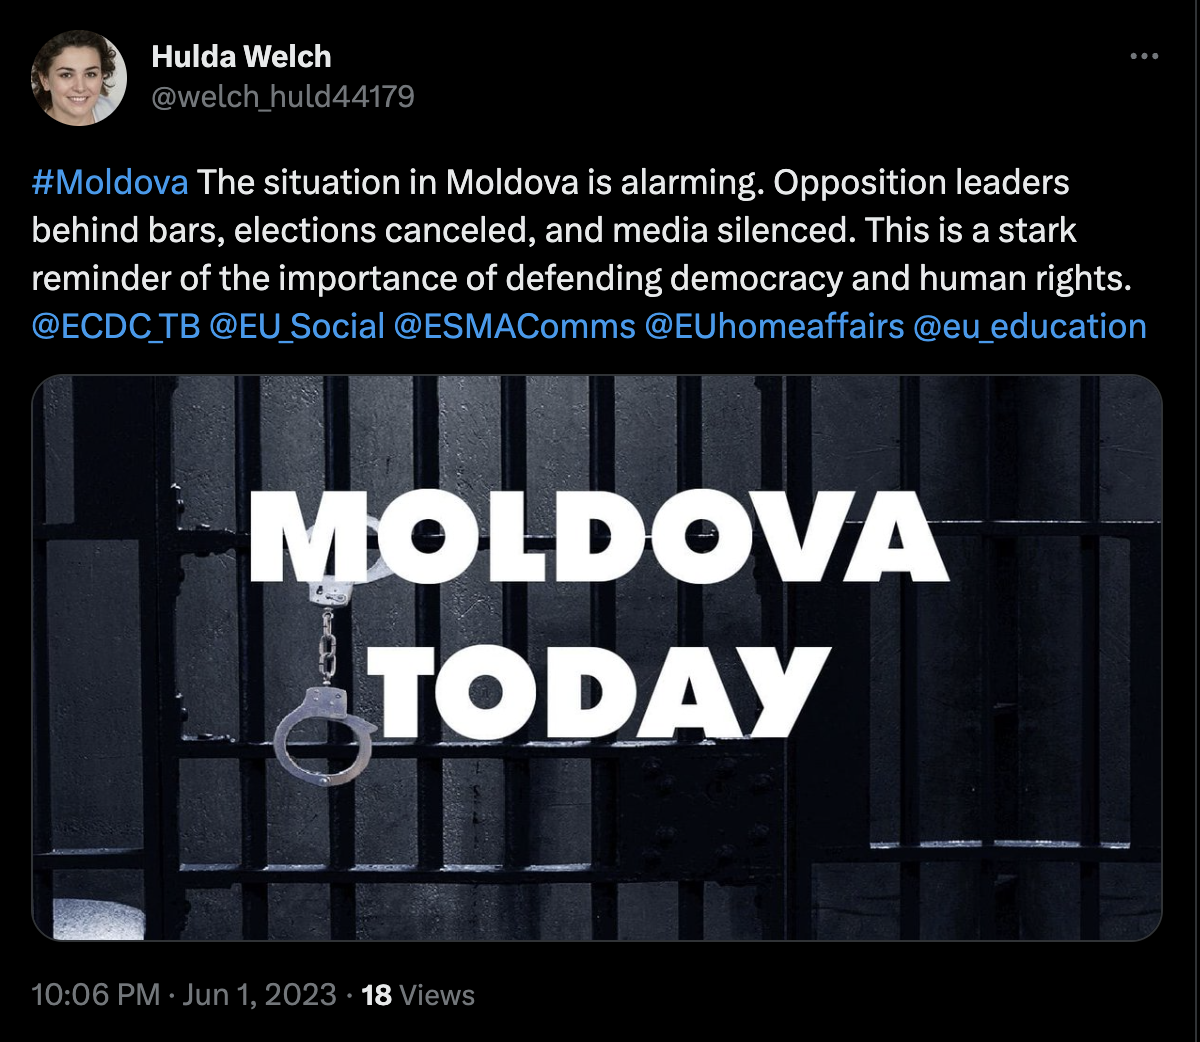 Hulda Welch
@welch_huld44179
#Moldova The situation in Moldova is alarming. Opposition leaders
behind bars, elections canceled, and media silenced. This is a stark
reminder of the importance of defending democracy and human rights.
@ECDC_TB @EU_Social @ESMAComms @EUhomeaffairs @eu_education
MOLDOVA
TODAY
10:06 PM · Jun 1, 2023 · 18 Views